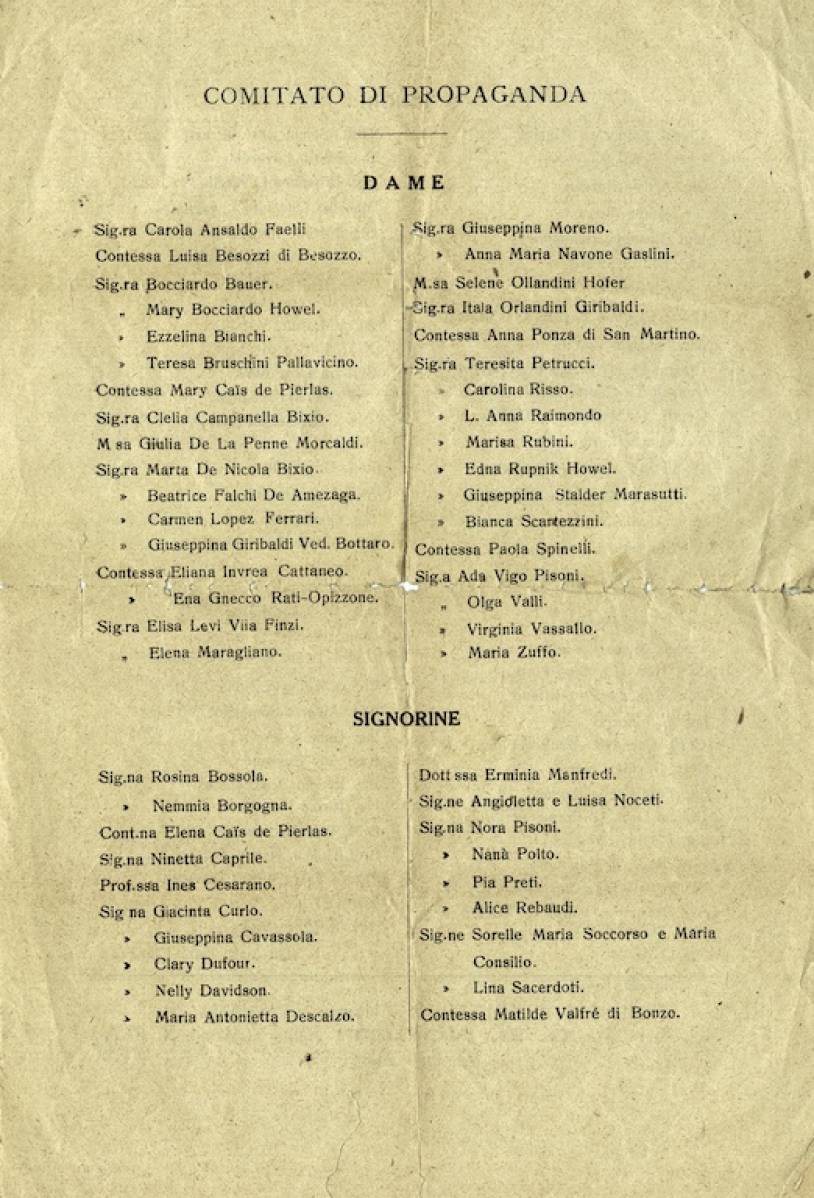 COMITATO DI PROPAGANDA
DAME
Sig.ra Carola Ansaldo Faelli
Contessa Luisa Besozzi di Besozzo.
Sig.ra Bocciardo Bauer.
„ Mary Bocciardo Howel.
» Ezzelina Bianchi.
» Teresa Bruschini Pallavicino.
Contessa Mary Caïs de Pierlas.
Sig.ra Clelia Campanella Bixio.
M sa Giulia De La Penne Morcaldi.
Sig.ra Marta De Nicola Bixio.
» Beatrice Falchi De Amezaga.
» Carmen Lopez Ferrari.
» Giuseppina Giribaldi Ved. Bottaro.
Contessa Eliana Invrea Cattaneo.
» Ena Gnecco Rati-Opizzone.
Sig.ra Elisa Levi Viia Finzi.
„ Elena Maragliano.
Sig.ra Giuseppina Moreno.
» Anna Maria Navone Gaslini.
M.sa Selene Ollandini Hofer
Sig.ra Itala Orlandini Giribaldi.
Contessa Anna Ponza di San Martino.
Sig.ra Teresita Petrucci.
» Carolina Risso.
» L. Anna Raimondo
» Marisa Rubini.
» Edna Rupnik Howel.
» Giuseppina Stalder Marasutti.
» Bianca Scartezzini.
Contessa Paola Spinelli.
Sig.a Ada Vigo Pisoni.
„ Olga Valli.
» Virginia Vassallo.
» Maria Zuffo.
SIGNORINE
Sig.na Rosina Bossola.
» Nemmia Borgogna.
Cont.na Elena Caïs de Pierlas.
Sig.na Ninetta Caprile.
Prof.ssa Ines Cesarano.
Sig na Giacinta Curlo.
» Giuseppina Cavassola.
» Clary Dufour.
» Nelly Davidson.
» Maria Antonietta Descalzo.
Dott ssa Erminia Manfredi.
Sig.ne Angioletta e Luisa Noceti.
Sig.na Nora Pisoni.
» Nanà Polto.
» Pia Preti.
» Alice Rebaudi.
Sig.ne Sorelle Maria Soccorso e Maria
Consilio.
» Lina Sacerdoti.
Contessa Matilde Valfré di Bonzo.